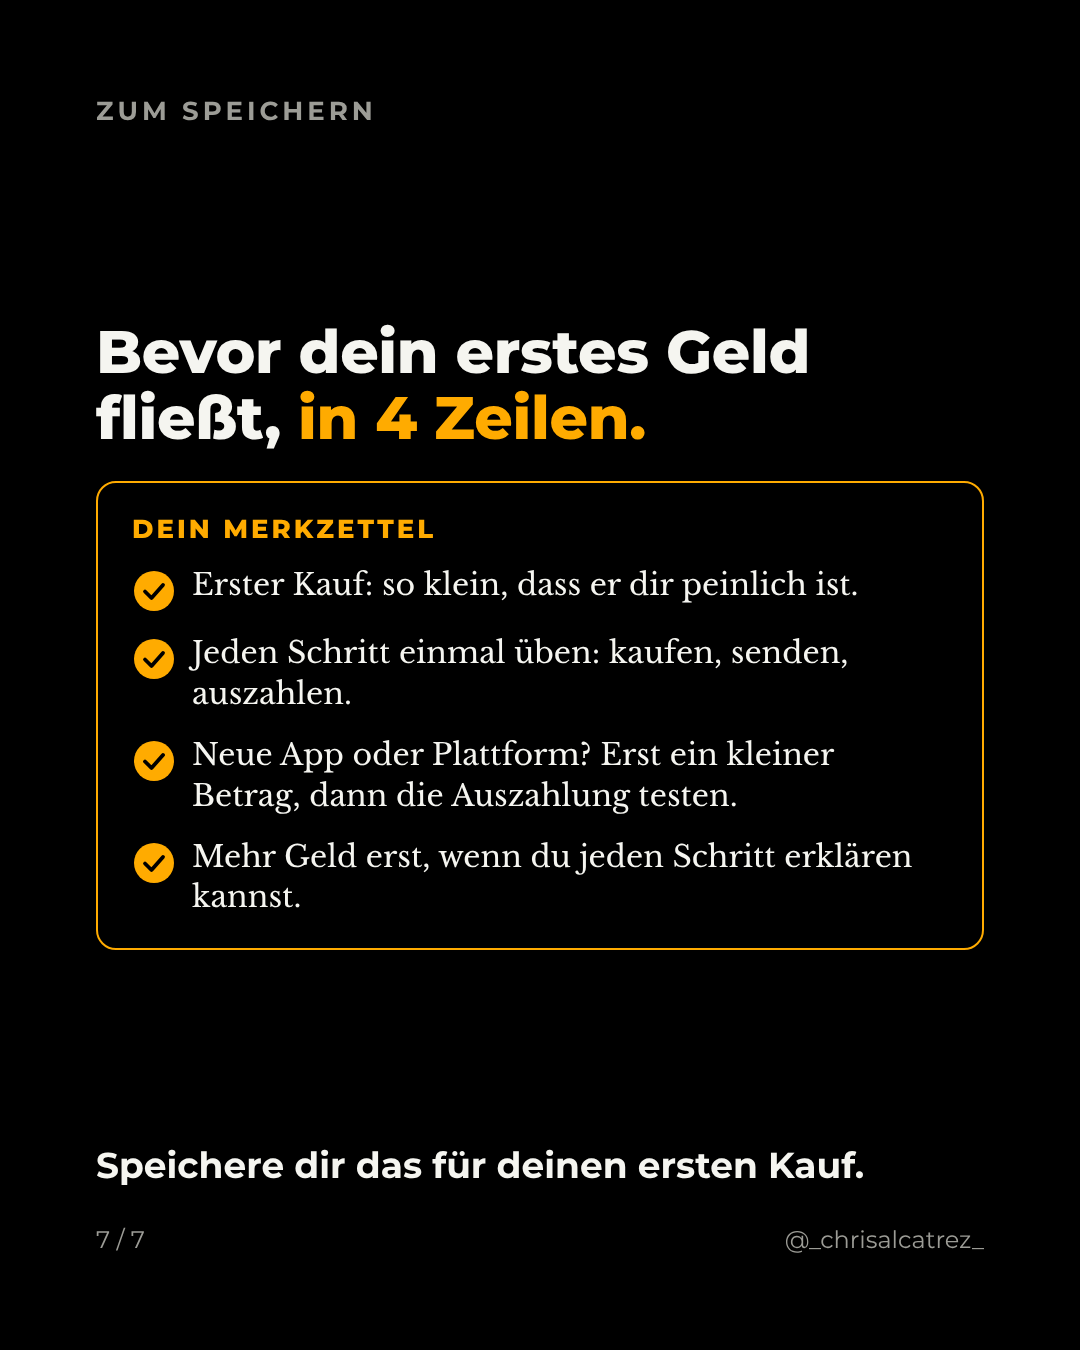 ZUM SPEICHERN
Bevor dein erstes Geld
fließt, in 4 Zeilen.
DEIN MERKZETTEL
Erster Kauf: so klein, dass er dir peinlich ist.
Jeden Schritt einmal üben: kaufen, senden,
auszahlen.
Neue App oder Plattform? Erst ein kleiner
Betrag, dann die Auszahlung testen.
Mehr Geld erst, wenn du jeden Schritt erklären
kannst.
Speichere dir das für deinen ersten Kauf.
7 / 7
@_chrisalcatrez_